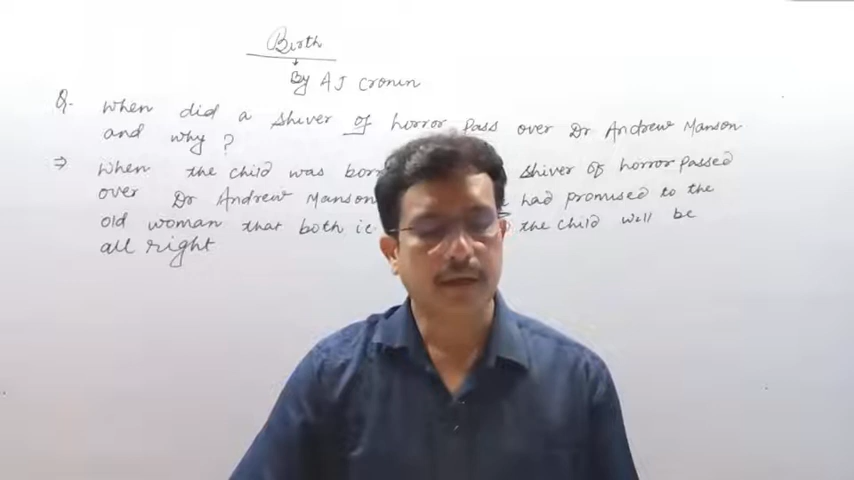 Birth
By AJ Cronin
Q. When did a shiver of horror pass over Dr Andrew Manson
and why?
⇒ When the child was born shiver of horror passed
over Dr Andrew Manson had promised to the
old woman that both ie the child will be
all right